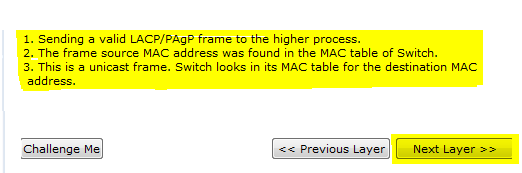 1. Sending a valid LACP/PAgP frame to the higher process.
2. The frame source MAC address was found in the MAC table of Switch.
3. This is a unicast frame. Switch looks in its MAC table for the destination MAC
address.
Challenge Me
<< Previous Layer
Next Layer >>